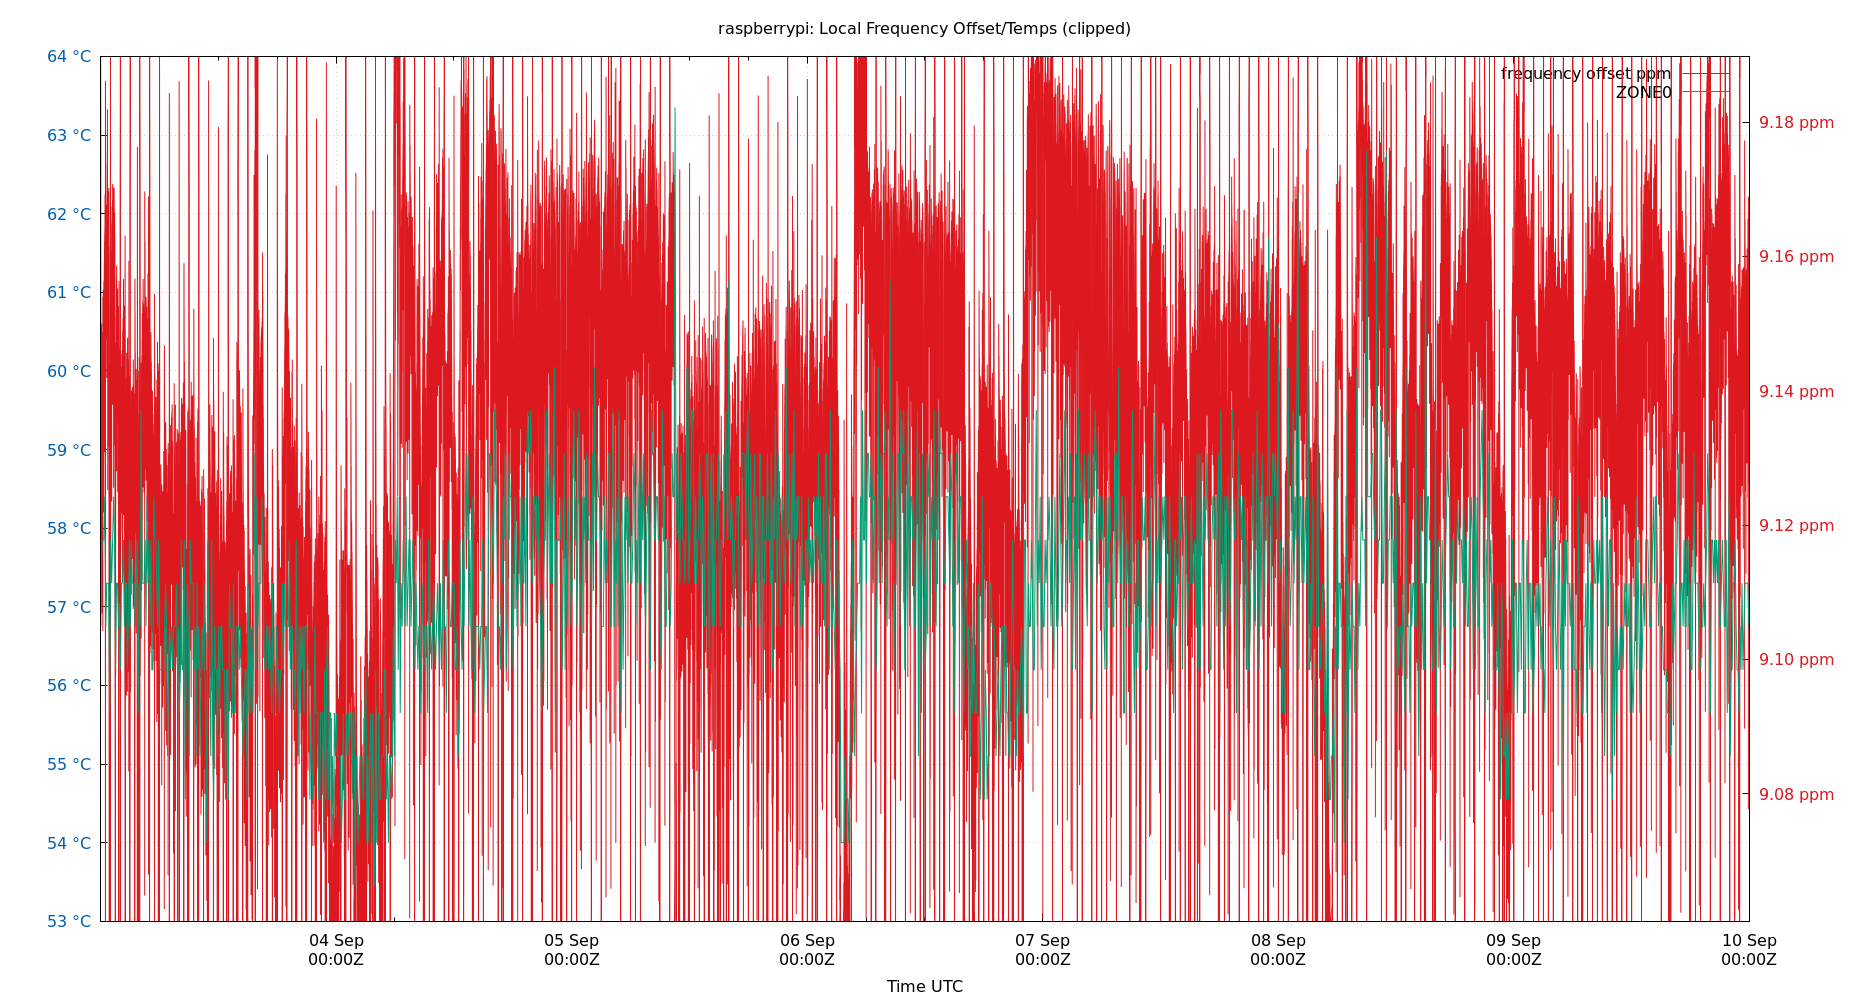 raspberrypi: Local Frequency Offset/Temps (clipped)
frequency offset ppm
ZONE0
64 °C
63 °C
62 °C
61 °C
60 °C
59 °C
58 °C
57 °C
56 °C
55 °C
54 °C
53 °C
9.18 ppm
9.16 ppm
9.14 ppm
9.12 ppm
9.10 ppm
9.08 ppm
04 Sep
00:00Z
05 Sep
00:00Z
06 Sep
00:00Z
07 Sep
00:00Z
08 Sep
00:00Z
09 Sep
00:00Z
10 Sep
00:00Z
Time UTC